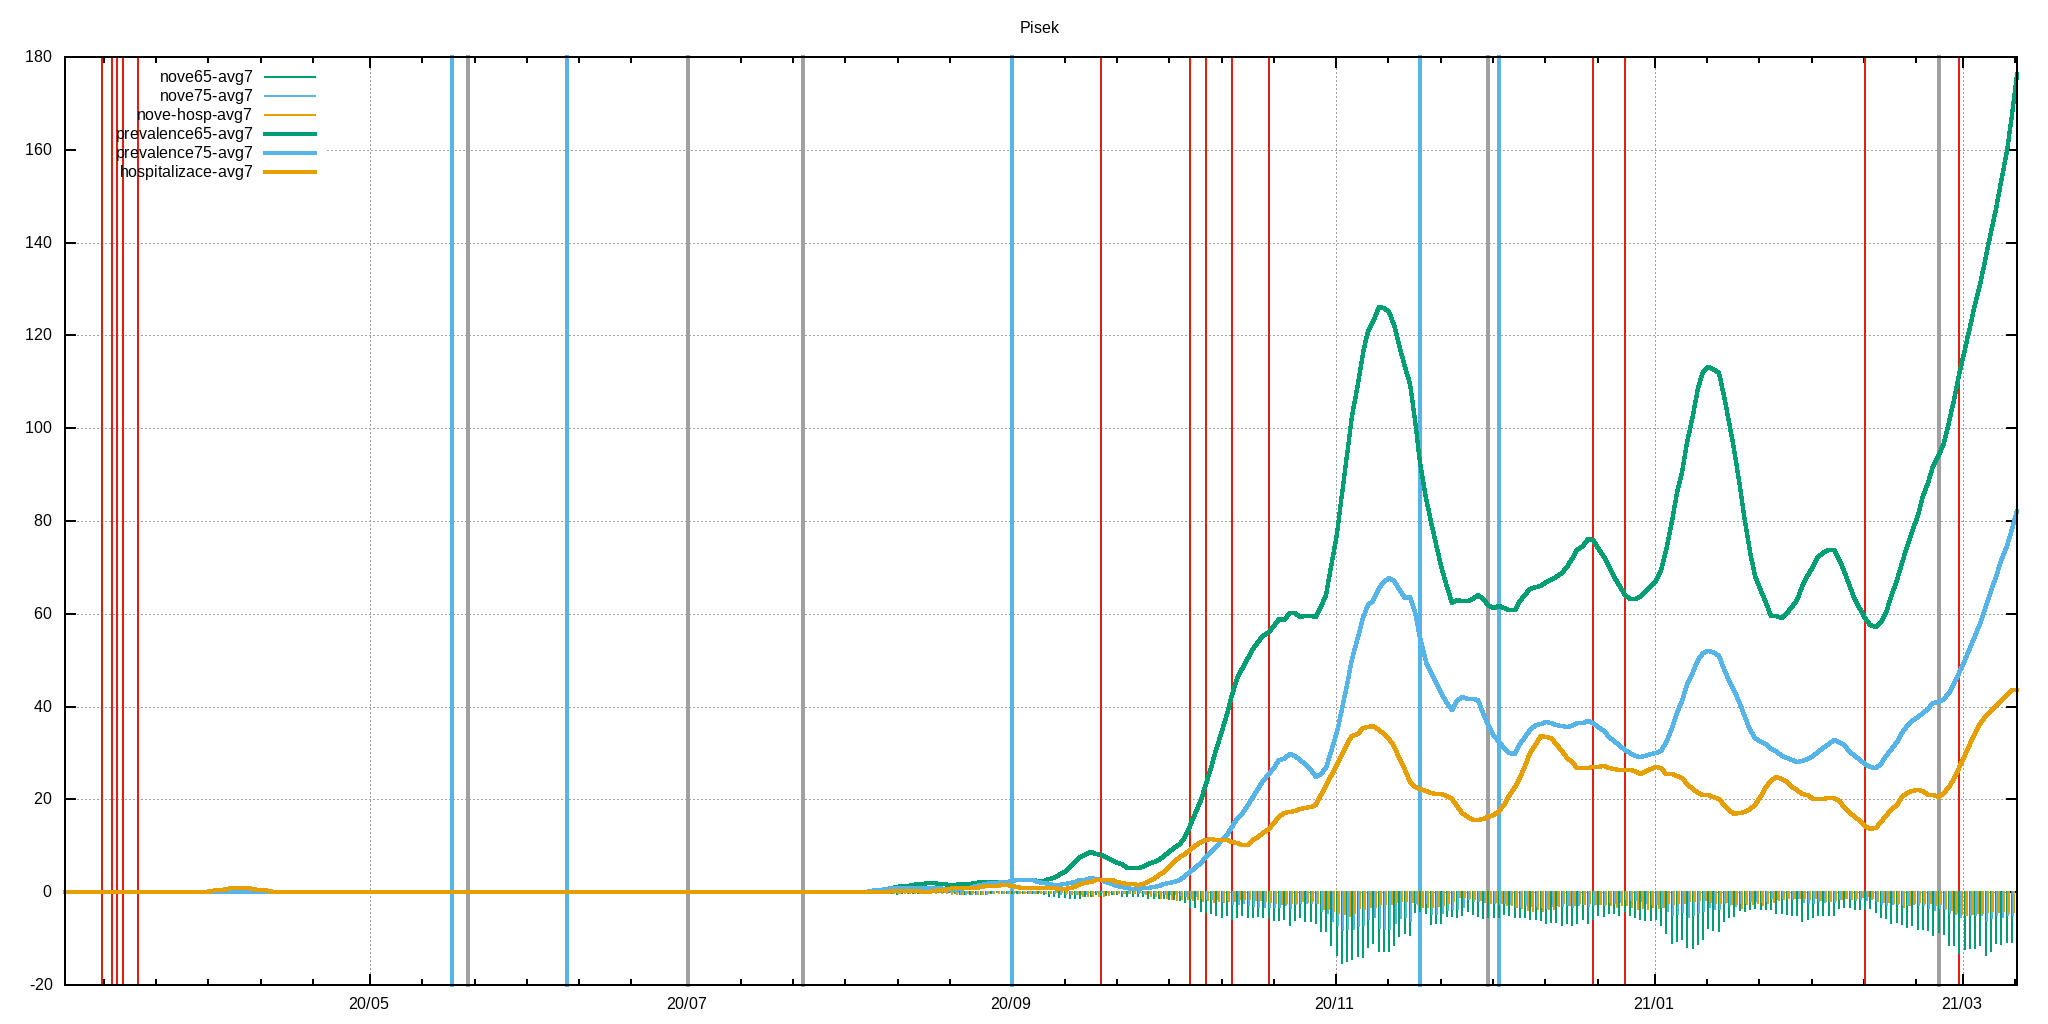 Pisek
nove65-avg7
nove75-avg7
nove-hosp-avg7
prevalence65-avg7
prevalence75-avg7
hospitalizace-avg7
180
160
140
120
100
80
60
40
20
0
-20
20/05 20/07 20/09 20/11 21/01 21/03